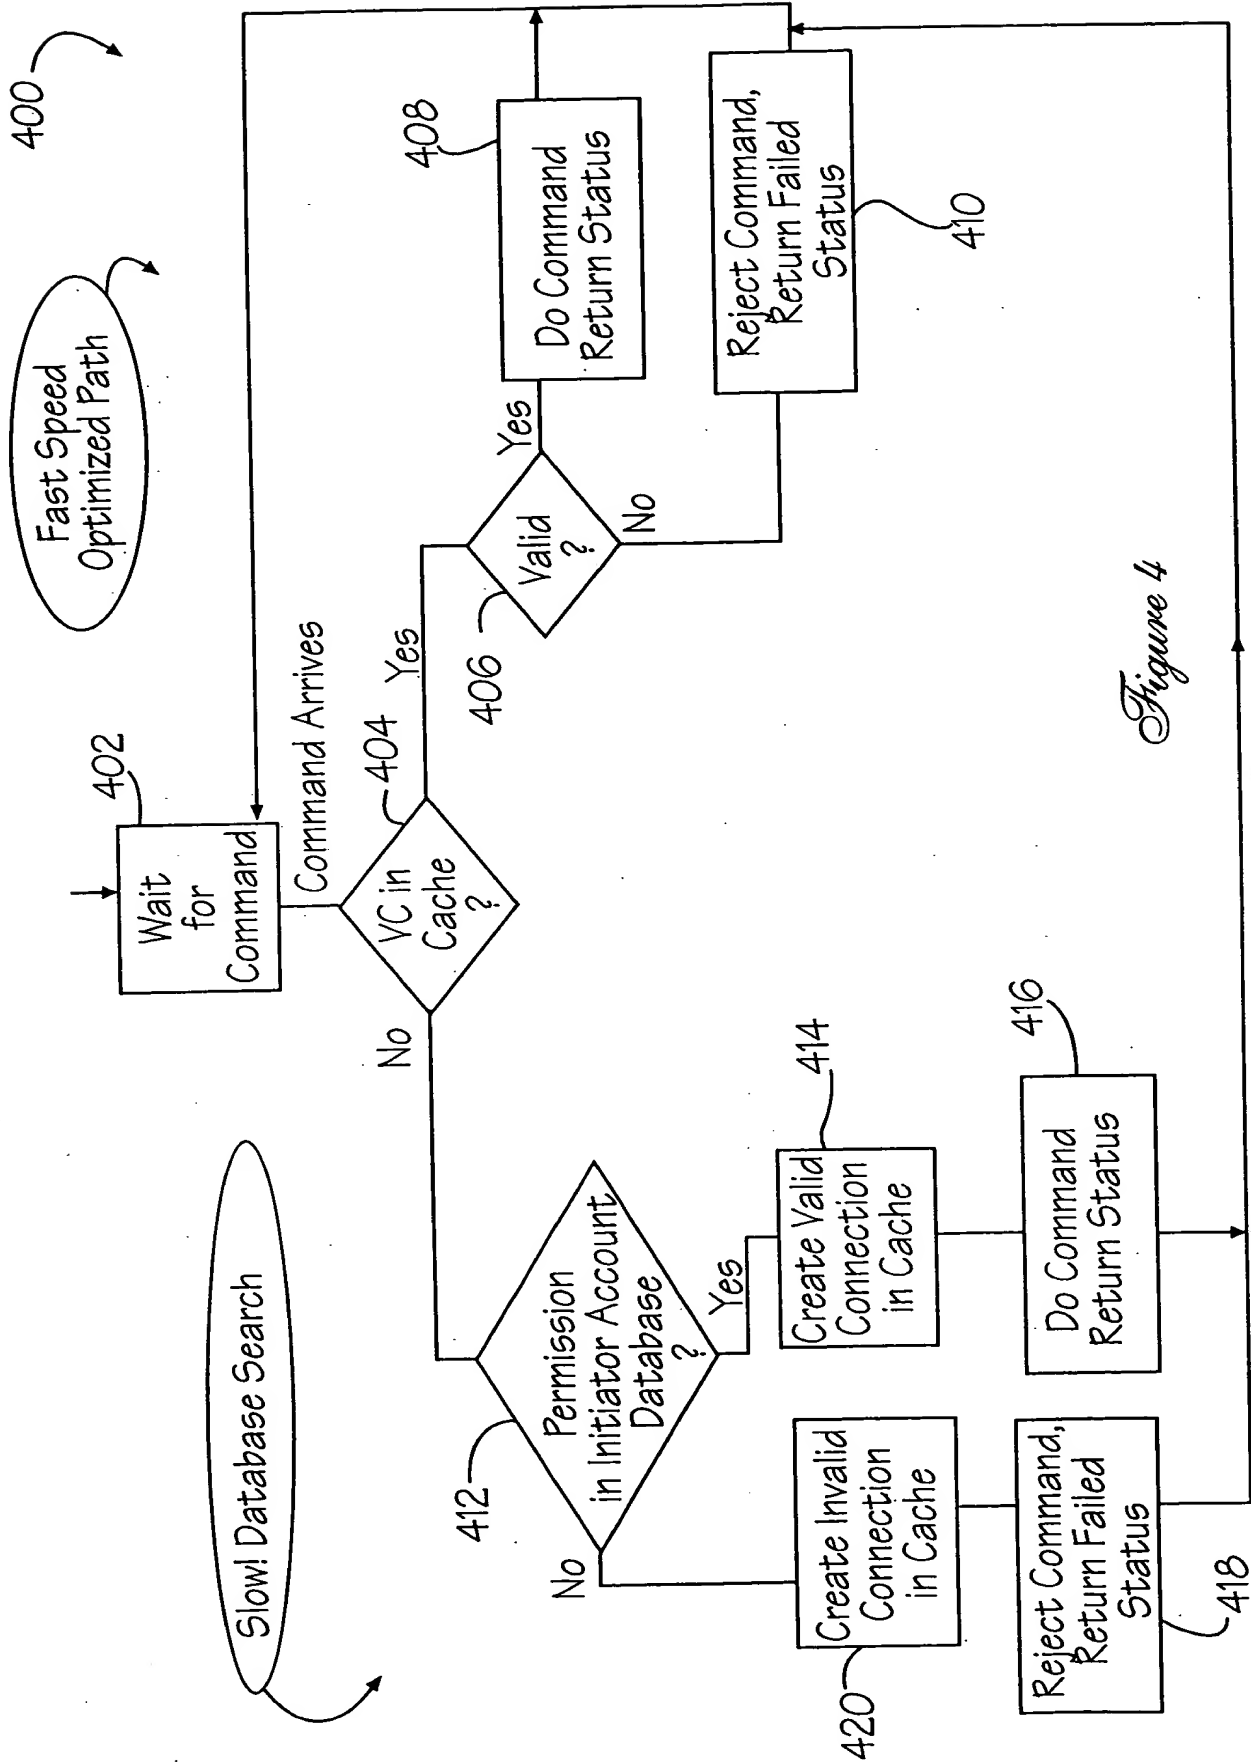 400
Fast Speed
Optimized Path
Slow! Database Search
402
Wait
for
Command
Command Arrives
404
VC in
Cache
?
No
Yes
406
Valid
?
Yes
No
408
Do Command
Return Status
Reject Command,
Return Failed
Status
410
412
Permission
in Initiator Account
Database
?
No
Yes
414
Create Valid
Connection
in Cache
416
Do Command
Return Status
420
Create Invalid
Connection
in Cache
Reject Command,
Return Failed
Status
418
Figure 4